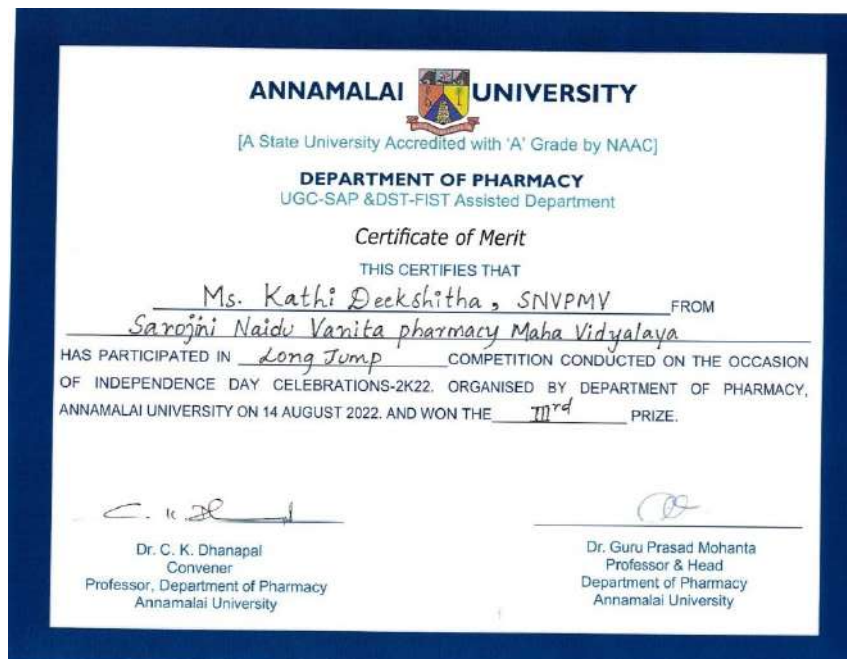 ANNAMALAI UNIVERSITY
[A State University Accredited with 'A' Grade by NAAC]
DEPARTMENT OF PHARMACY
UGC-SAP &DST-FIST Assisted Department
Certificate of Merit
THIS CERTIFIES THAT
Ms. Kathi Deekshitha, SNVPMV FROM
Sarojini Naidu Vanita pharmacy Maha Vidyalaya
HAS PARTICIPATED IN Long Jump COMPETITION CONDUCTED ON THE OCCASION
OF INDEPENDENCE DAY CELEBRATIONS-2K22. ORGANISED BY DEPARTMENT OF PHARMACY,
ANNAMALAI UNIVERSITY ON 14 AUGUST 2022. AND WON THE IIIrd PRIZE.
Dr. C. K. Dhanapal
Convener
Professor, Department of Pharmacy
Annamalai University
Dr. Guru Prasad Mohanta
Professor & Head
Department of Pharmacy
Annamalai University